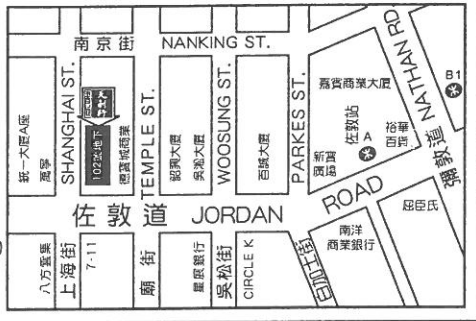 南京街 NANKING ST.
統一大廈A座
萬寧
SHANGHAI ST.
102號地下
德寶城商業
TEMPLE ST.
韶興大廈
吳淞大廈
WOOSUNG ST.
百誠大廈
PARKES ST.
嘉賓商業大廈
佐敦站
A
新寶
廣場
裕華
百貨
彌敦道 NATHAN RD
B1
佐敦道 JORDAN ROAD
八方雲集
上海街
7-11
廟街
星展銀行
吳松街
CIRCLE K
白加士街
南洋
商業銀行
屈臣氏